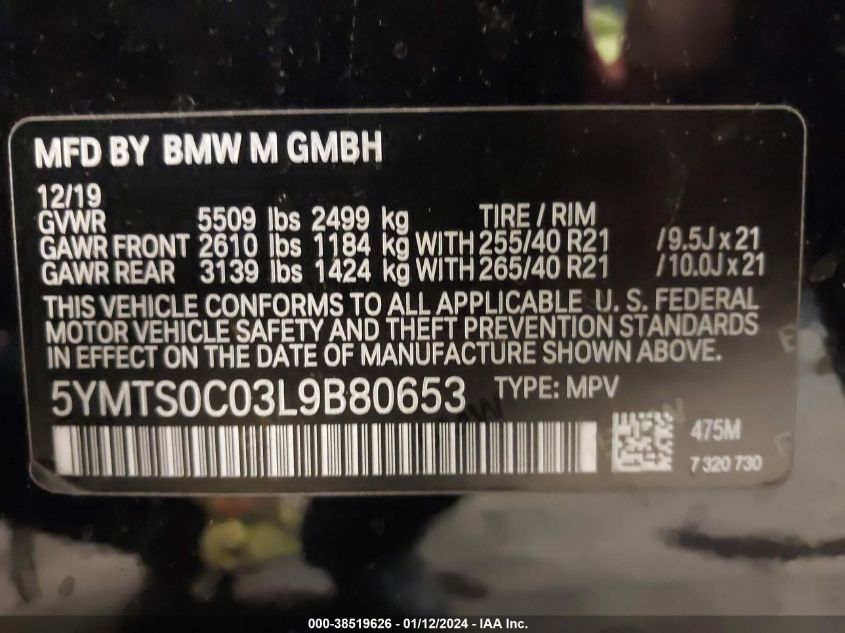 MFD BY BMW M GMBH
12/19
GVWR 5509 lbs 2499 kg TIRE / RIM
GAWR FRONT 2610 lbs 1184 kg WITH 255/40 R21 /9.5J x 21
GAWR REAR 3139 lbs 1424 kg WITH 265/40 R21 /10.0J x 21
THIS VEHICLE CONFORMS TO ALL APPLICABLE U. S. FEDERAL
MOTOR VEHICLE SAFETY AND THEFT PREVENTION STANDARDS
IN EFFECT ON THE DATE OF MANUFACTURE SHOWN ABOVE.
5YMTS0C03L9B80653 TYPE: MPV
475M
7 320 730
000-38519626 - 01/12/2024 - IAA Inc.